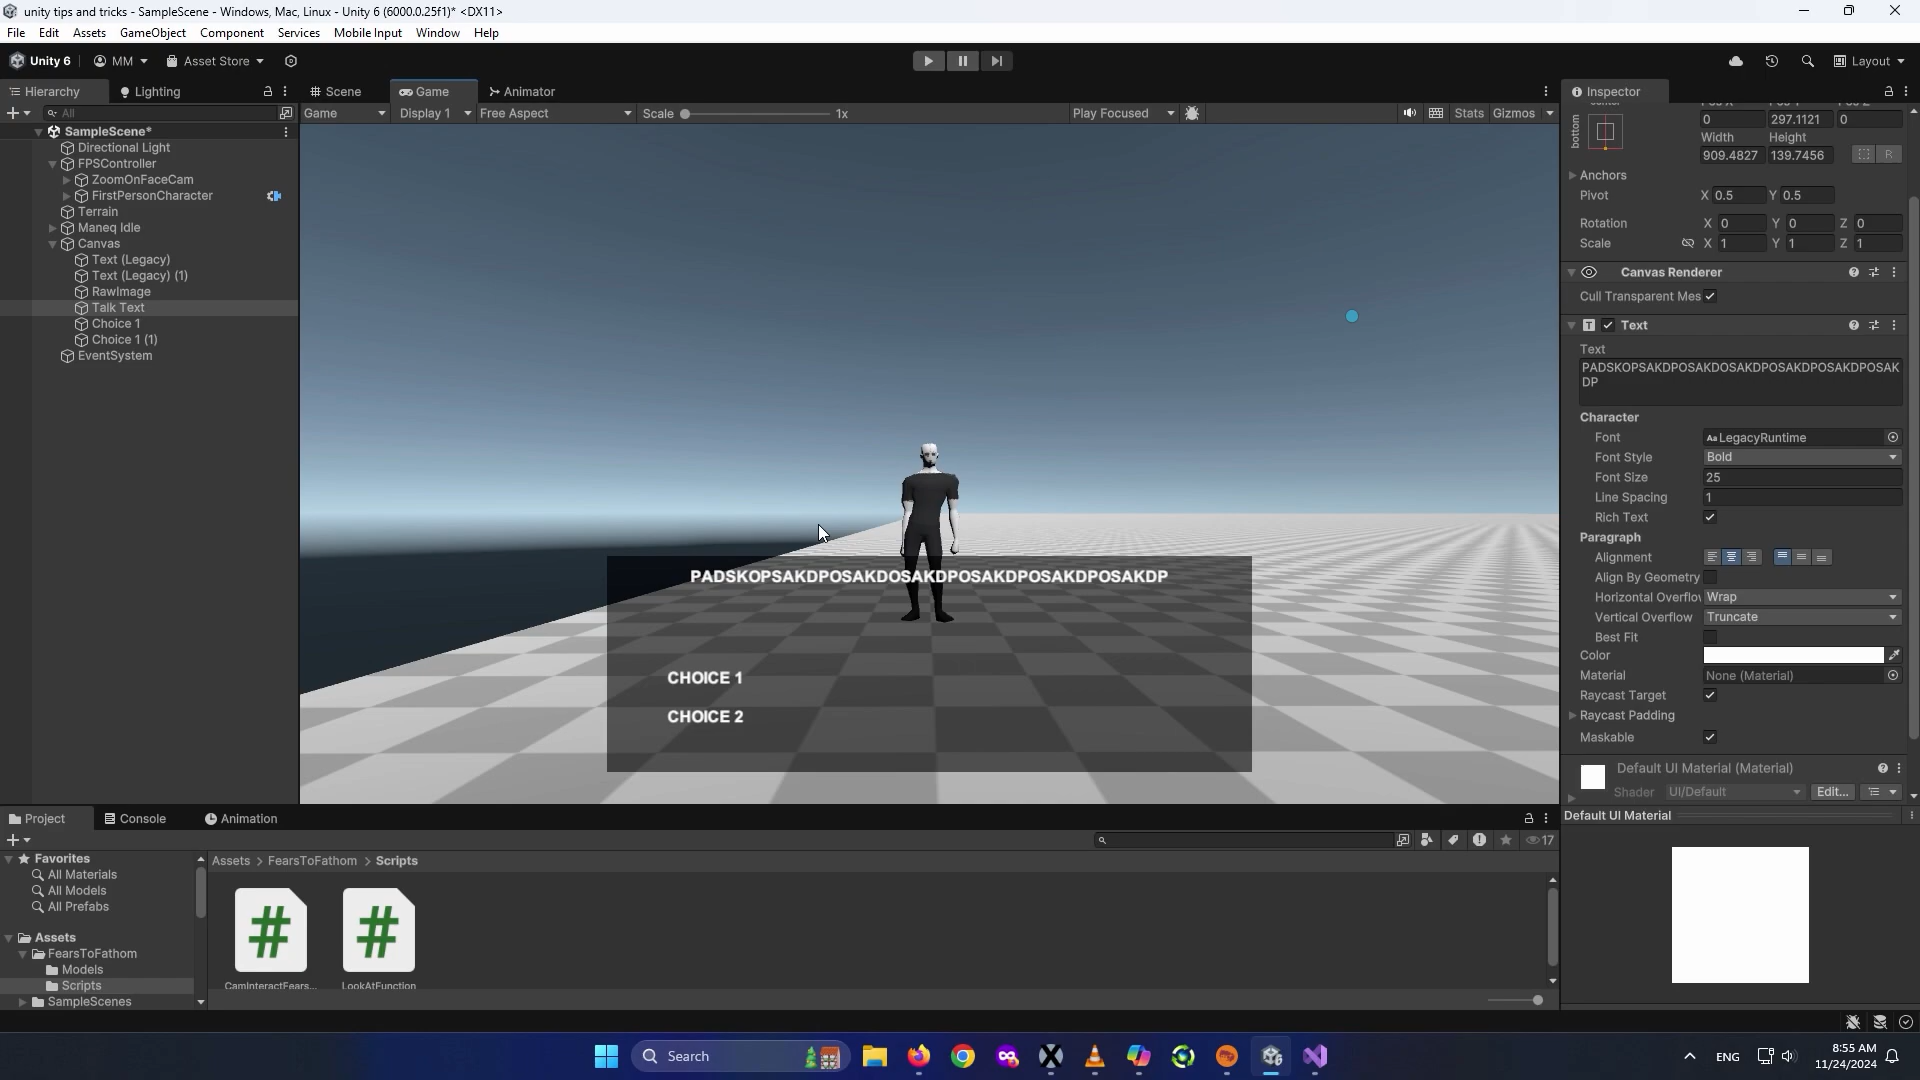 unity tips and tricks - SampleScene - Windows, Mac, Linux - Unity 6 (6000.0.25f1)* <DX11>
File Edit Assets GameObject Component Services Mobile Input Window Help
Unity 6 MM Asset Store Layout
Hierarchy Lighting Scene Game Animator Inspector
All Game Display 1 Free Aspect Scale 1x Play Focused Stats Gizmos
SampleScene*
Directional Light
FPSController
ZoomOnFaceCam
FirstPersonCharacter
Terrain
Maneq Idle
Canvas
Text (Legacy)
Text (Legacy) (1)
RawImage
Talk Text
Choice 1
Choice 1 (1)
EventSystem
PADSKOPSAKDPOSAKDOSAKDPOSAKDPOSAKDPOSAKDP
CHOICE 1
CHOICE 2
bottom
0 297.1121 0
Width Height
909.4827 139.7456 R
Anchors
Pivot X 0.5 Y 0.5
Rotation X 0 Y 0 Z 0
Scale X 1 Y 1 Z 1
Canvas Renderer
Cull Transparent Mes
T Text
Text
PADSKOPSAKDPOSAKDOSAKDPOSAKDPOSAKDPOSAK
DP
Character
Font Aa LegacyRuntime
Font Style Bold
Font Size 25
Line Spacing 1
Rich Text
Paragraph
Alignment
Align By Geometry
Horizontal Overflo Wrap
Vertical Overflow Truncate
Best Fit
Color
Material None (Material)
Raycast Target
Raycast Padding
Maskable
Default UI Material (Material)
Shader UI/Default Edit...
Default UI Material
Project Console Animation
17
Favorites
All Materials
All Models
All Prefabs
Assets
FearsToFathom
Models
Scripts
SampleScenes
Assets > FearsToFathom > Scripts
CamInteractFears...
LookAtFunction
Search
ENG
8:55 AM
11/24/2024